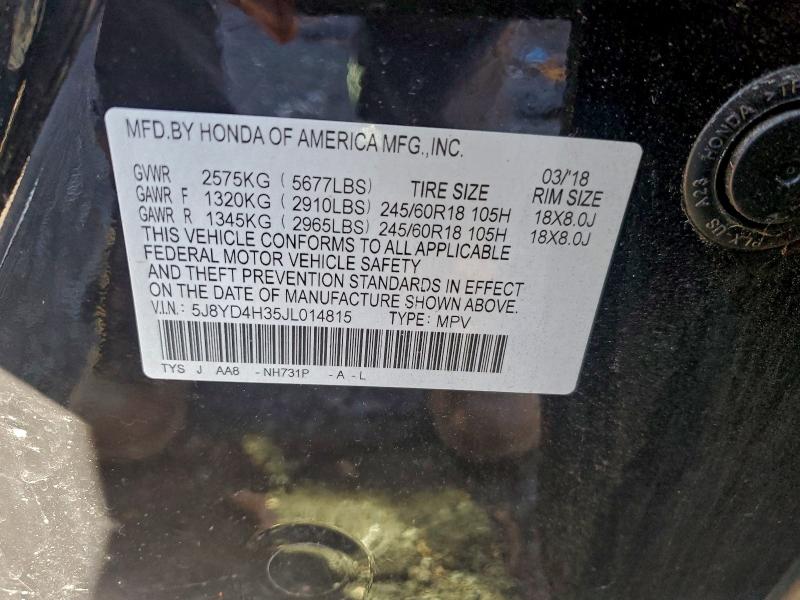 MFD.BY HONDA OF AMERICA MFG.,INC.
03/'18
GVWR 2575KG (5677LBS) TIRE SIZE RIM SIZE
GAWR F 1320KG (2910LBS) 245/60R18 105H 18X8.0J
GAWR R 1345KG (2965LBS) 245/60R18 105H 18X8.0J
THIS VEHICLE CONFORMS TO ALL APPLICABLE
FEDERAL MOTOR VEHICLE SAFETY
AND THEFT PREVENTION STANDARDS IN EFFECT
ON THE DATE OF MANUFACTURE SHOWN ABOVE.
V.I.N.: 5J8YD4H35JL014815 TYPE: MPV
TYS J AA8 -NH731P -A-L
HONDA